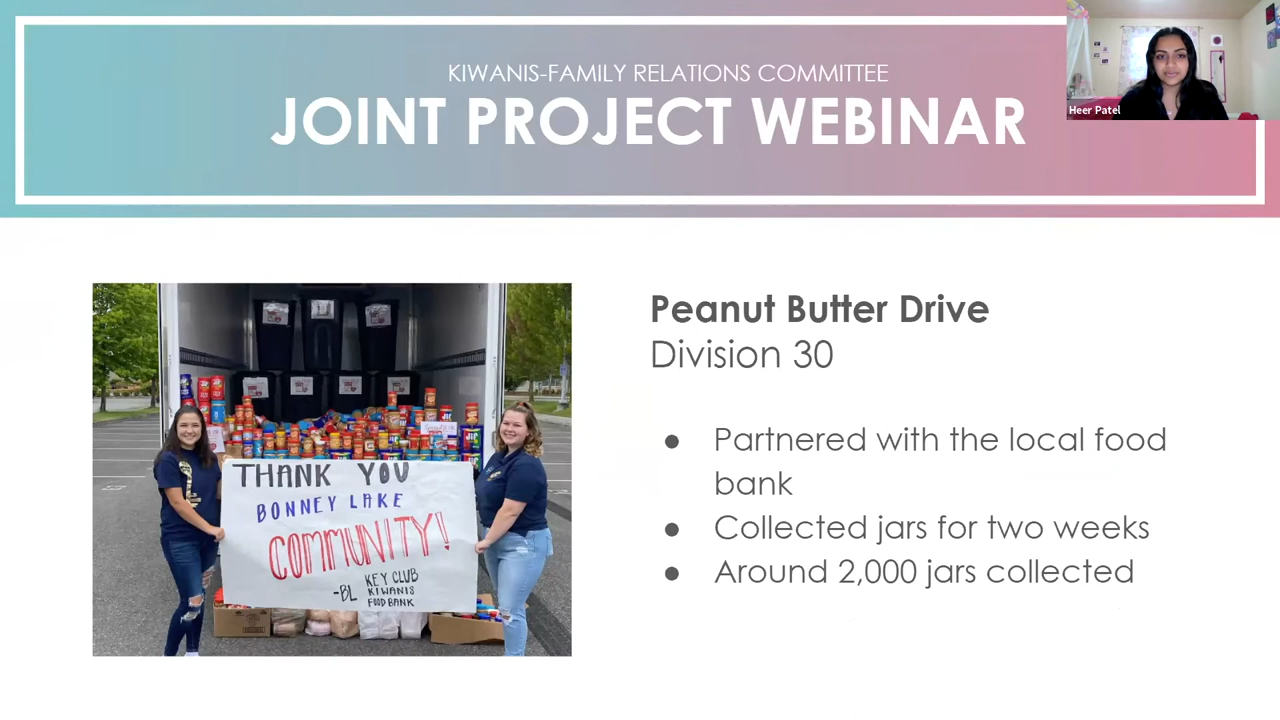 KIWANIS-FAMILY RELATIONS COMMITTEE
JOINT PROJECT WEBINAR
Heer Patel
Peanut Butter Drive
Division 30
● Partnered with the local food
bank
● Collected jars for two weeks
● Around 2,000 jars collected
THANK YOU
BONNEY LAKE
COMMUNITY!
-BL KEY CLUB
KIWANIS
FOOD BANK